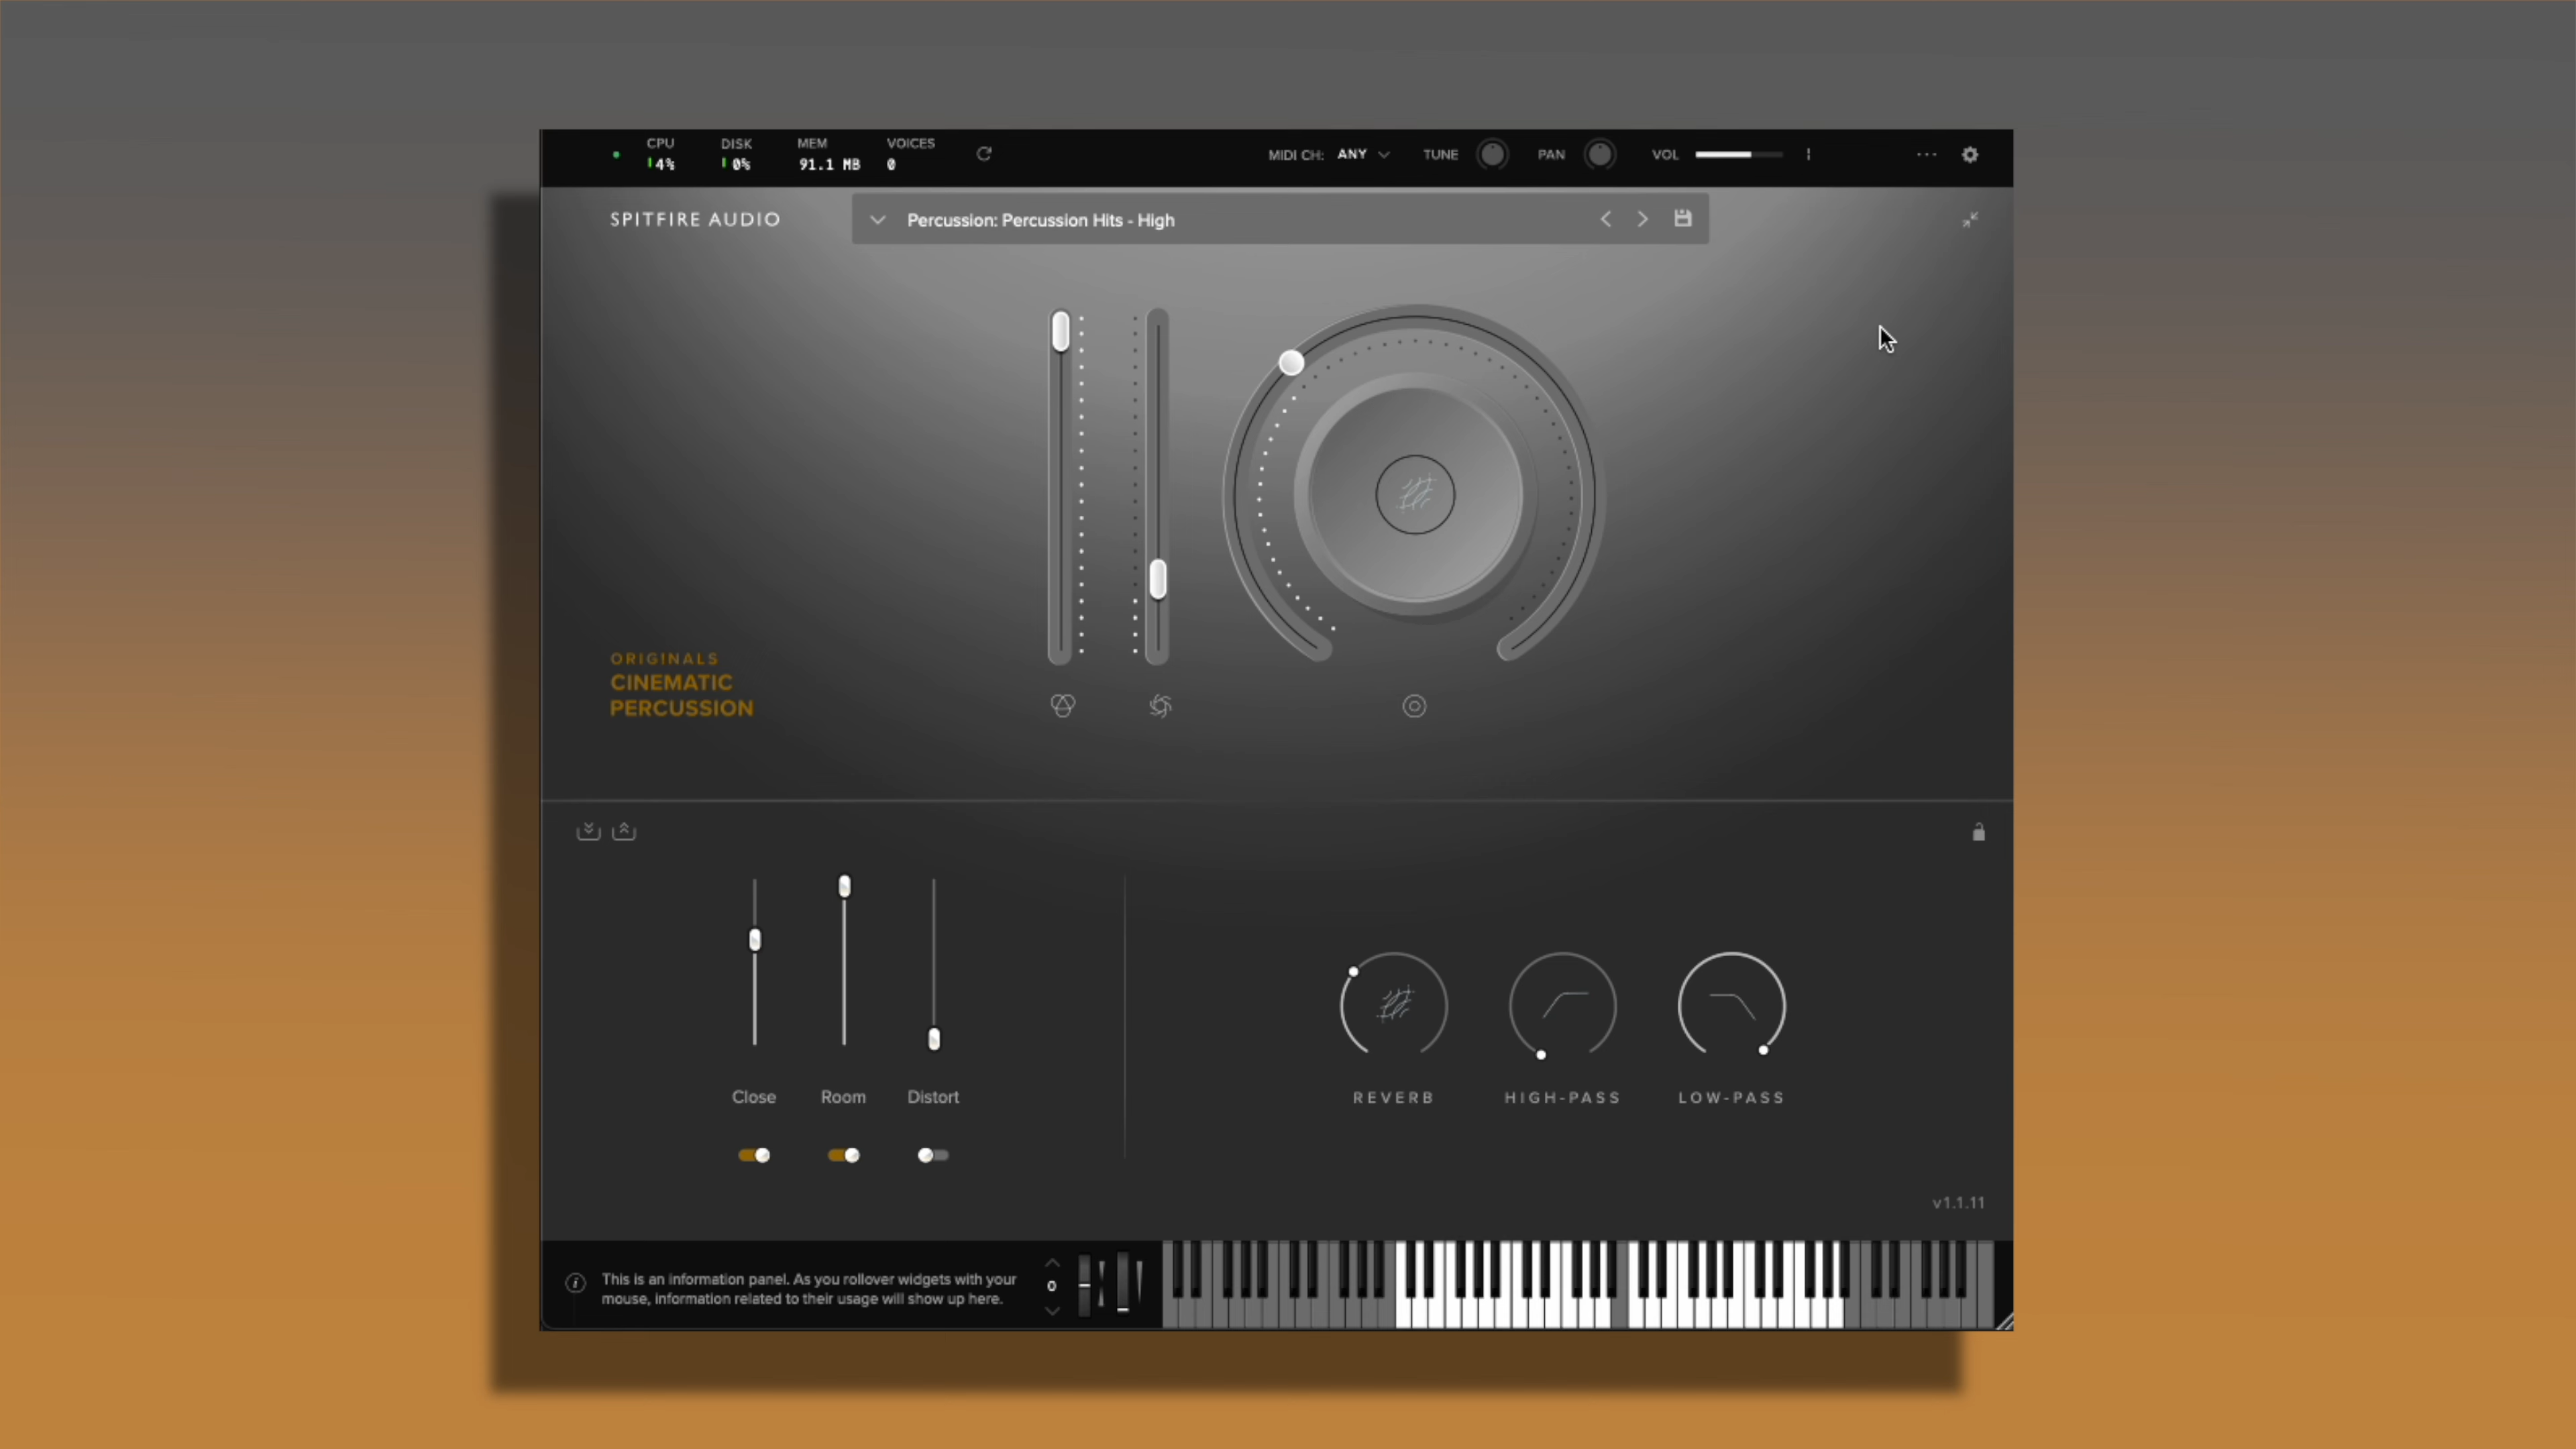 CPU DISK MEM VOICES
4% 0% 91.1 MB 0
MIDI CH: ANY TUNE PAN VOL
SPITFIRE AUDIO
Percussion: Percussion Hits - High
ORIGINALS
CINEMATIC
PERCUSSION
Close Room Distort
REVERB HIGH-PASS LOW-PASS
v1.1.11
This is an information panel. As you rollover widgets with your
mouse, information related to their usage will show up here.
0